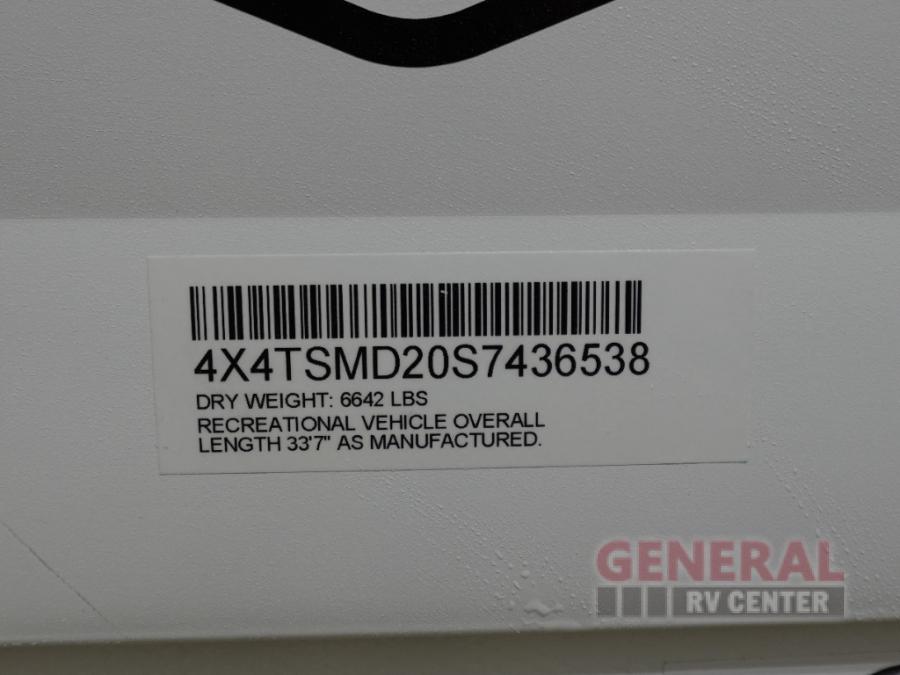 4X4TSMD20S7436538
DRY WEIGHT: 6642 LBS
RECREATIONAL VEHICLE OVERALL
LENGTH 33'7" AS MANUFACTURED.
GENERAL
RV CENTER